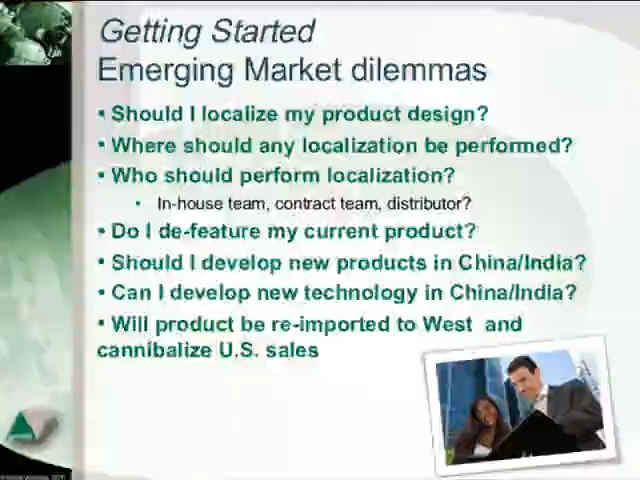 Getting Started
Emerging Market dilemmas
• Should I localize my product design?
• Where should any localization be performed?
• Who should perform localization?
• In-house team, contract team, distributor?
• Do I de-feature my current product?
• Should I develop new products in China/India?
• Can I develop new technology in China/India?
• Will product be re-imported to West and
cannibalize U.S. sales